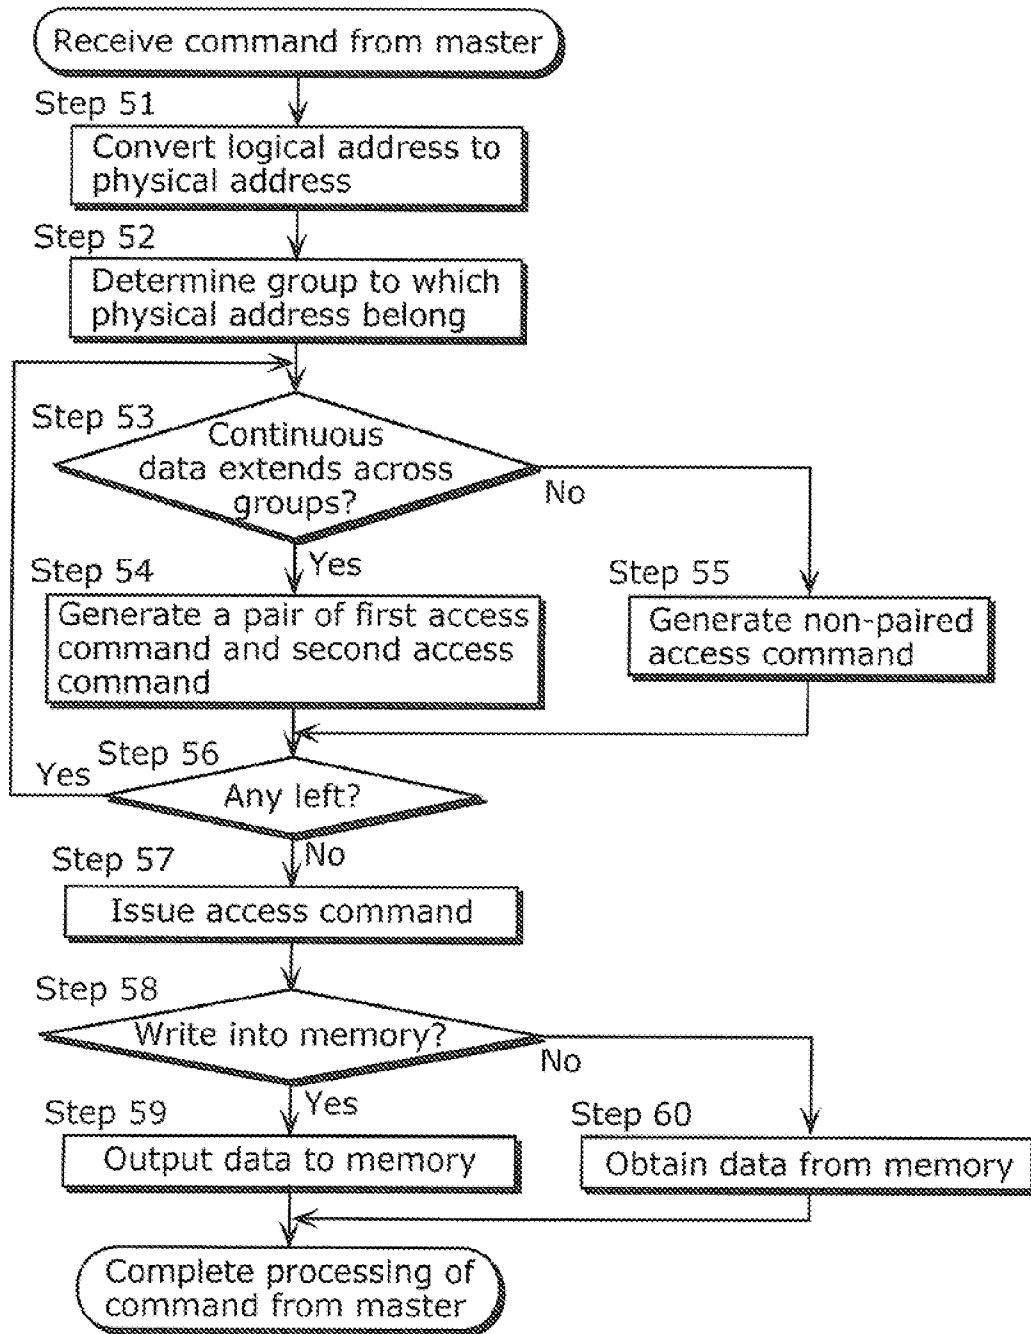 Receive command from master
Step 51
Convert logical address to
physical address
Step 52
Determine group to which
physical address belong
Step 53
Continuous
data extends across
groups?
No
Yes
Step 54
Generate a pair of first access
command and second access
command
Step 55
Generate non-paired
access command
Step 56
Yes
Any left?
No
Step 57
Issue access command
Step 58
Write into memory?
No
Yes
Step 59
Output data to memory
Step 60
Obtain data from memory
Complete processing of
command from master